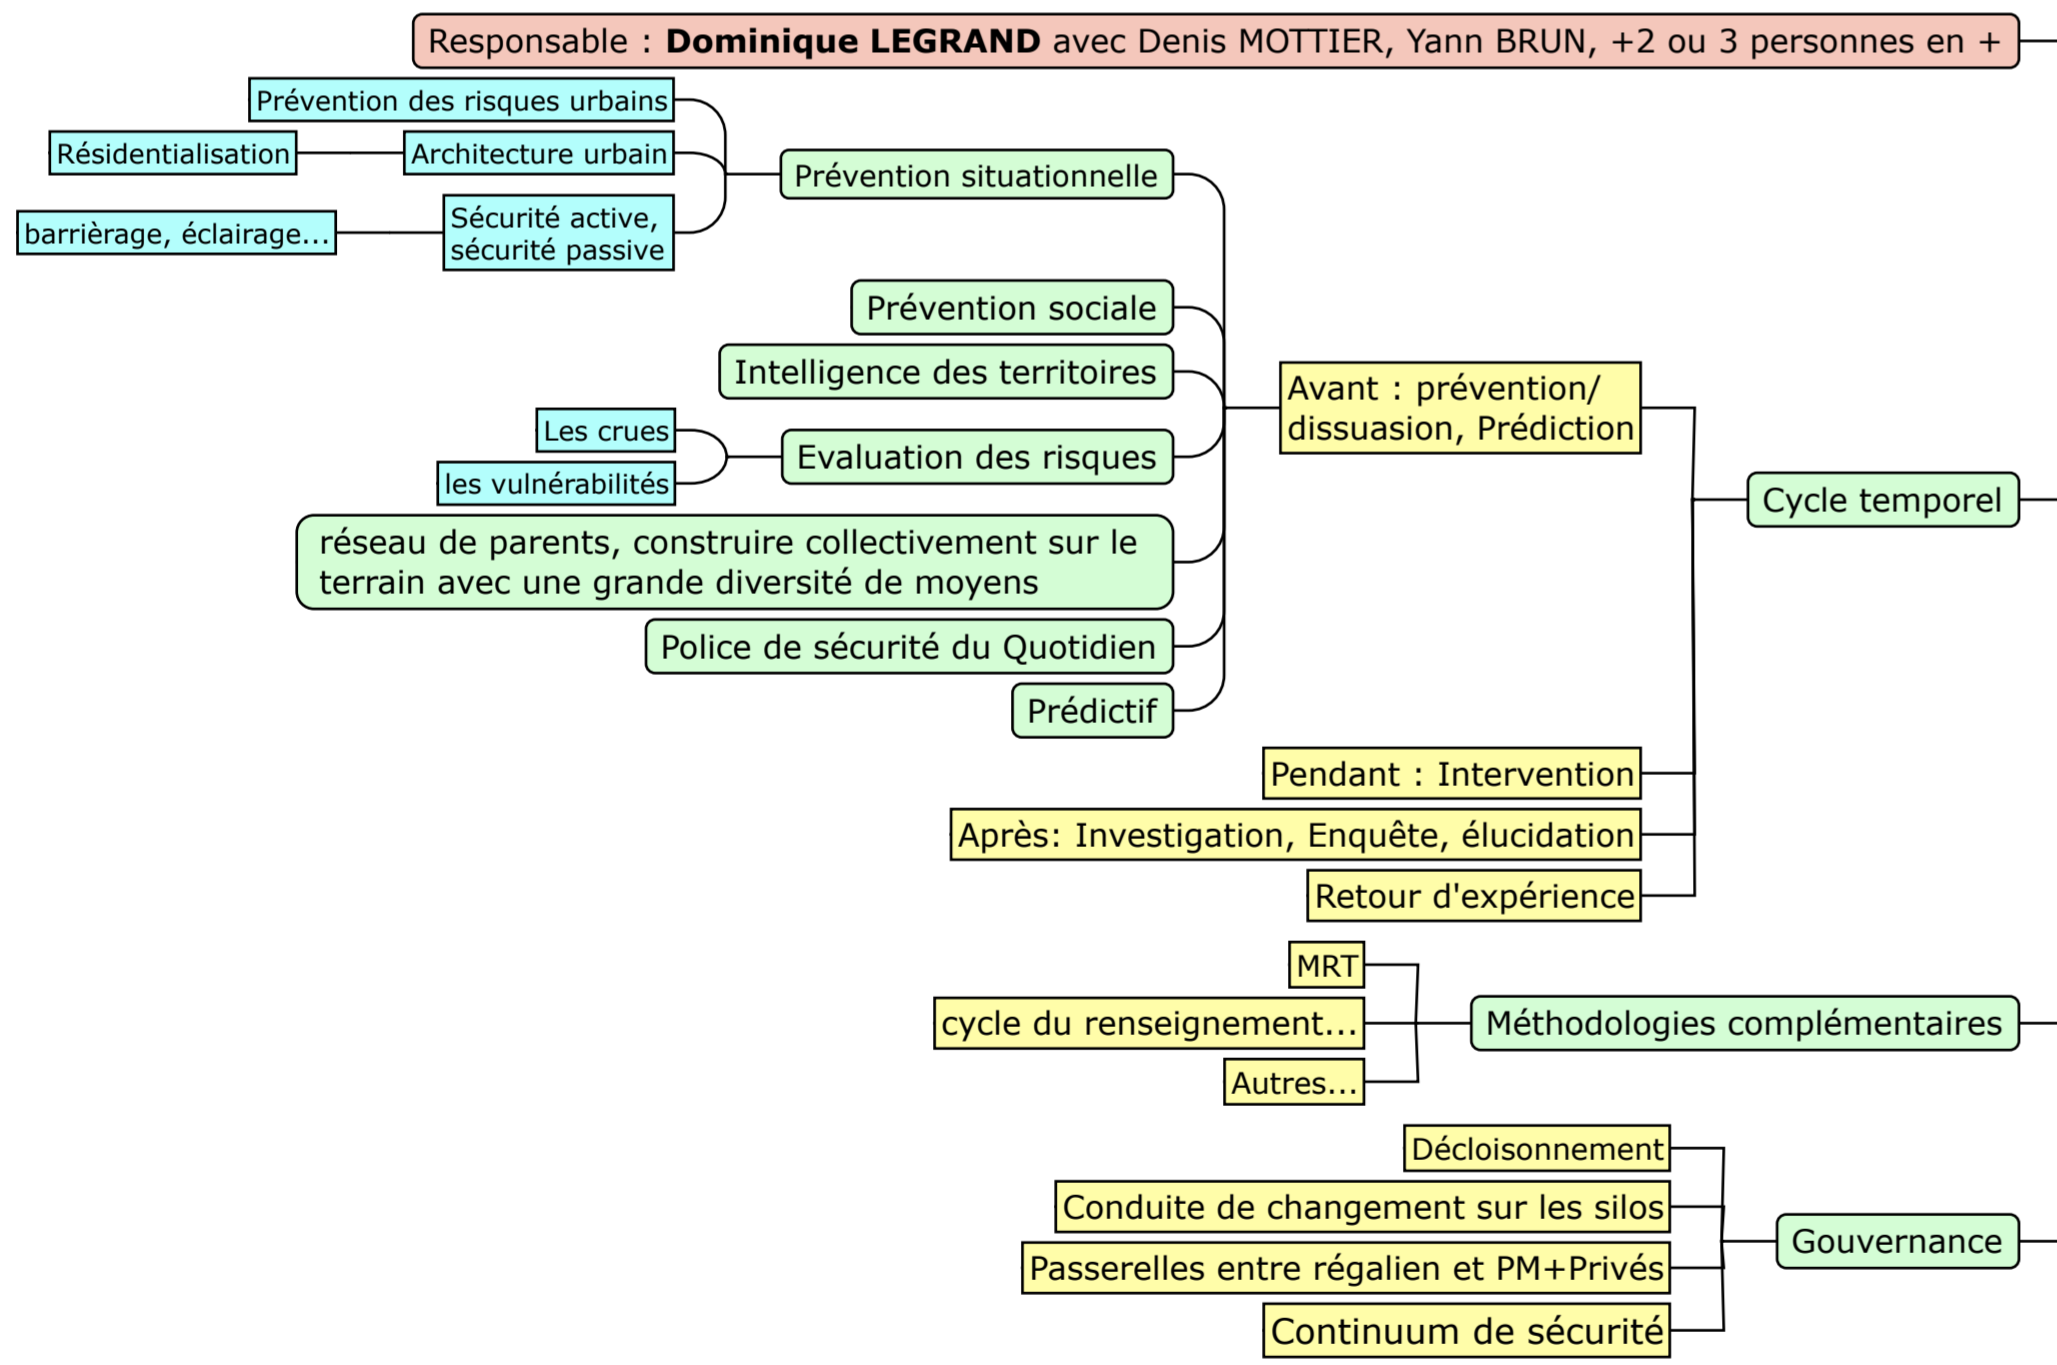 Responsable : Dominique LEGRAND avec Denis MOTTIER, Yann BRUN, +2 ou 3 personnes en +
Prévention des risques urbains
Résidentialisation
Architecture urbain
Prévention situationnelle
barrièrage, éclairage...
Sécurité active,
sécurité passive
Prévention sociale
Intelligence des territoires
Avant : prévention/
dissuasion, Prédiction
Les crues
Evaluation des risques
les vulnérabilités
Cycle temporel
réseau de parents, construire collectivement sur le
terrain avec une grande diversité de moyens
Police de sécurité du Quotidien
Prédictif
Pendant : Intervention
Après: Investigation, Enquête, élucidation
Retour d'expérience
MRT
cycle du renseignement...
Méthodologies complémentaires
Autres...
Décloisonnement
Conduite de changement sur les silos
Gouvernance
Passerelles entre régalien et PM+Privés
Continuum de sécurité